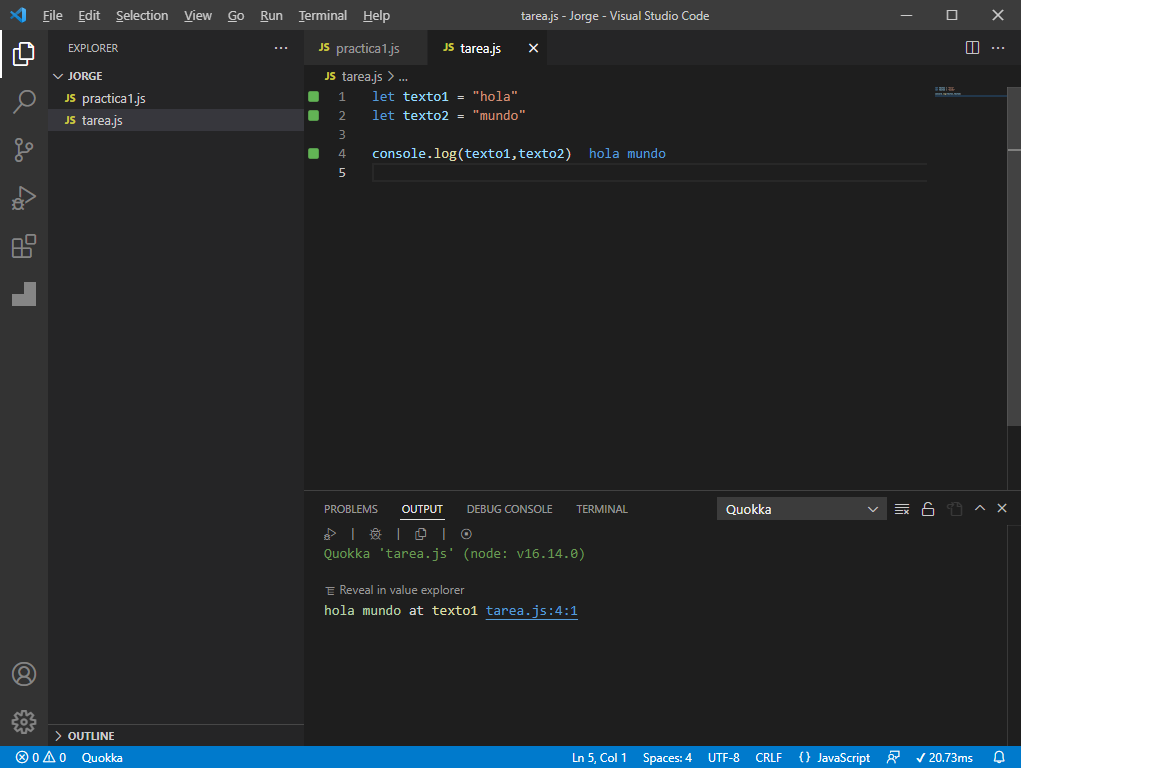 File Edit Selection View Go Run Terminal Help tarea.js - Jorge - Visual Studio Code
EXPLORER
JORGE
JS practica1.js
JS tarea.js
OUTLINE
JS practica1.js JS tarea.js
JS tarea.js > ...
1 let texto1 = "hola"
2 let texto2 = "mundo"
3
4 console.log(texto1,texto2) hola mundo
5
PROBLEMS OUTPUT DEBUG CONSOLE TERMINAL Quokka
Quokka 'tarea.js' (node: v16.14.0)
Reveal in value explorer
hola mundo at texto1 tarea.js:4:1
0 0 Quokka Ln 5, Col 1 Spaces: 4 UTF-8 CRLF {} JavaScript ✓ 20.73ms